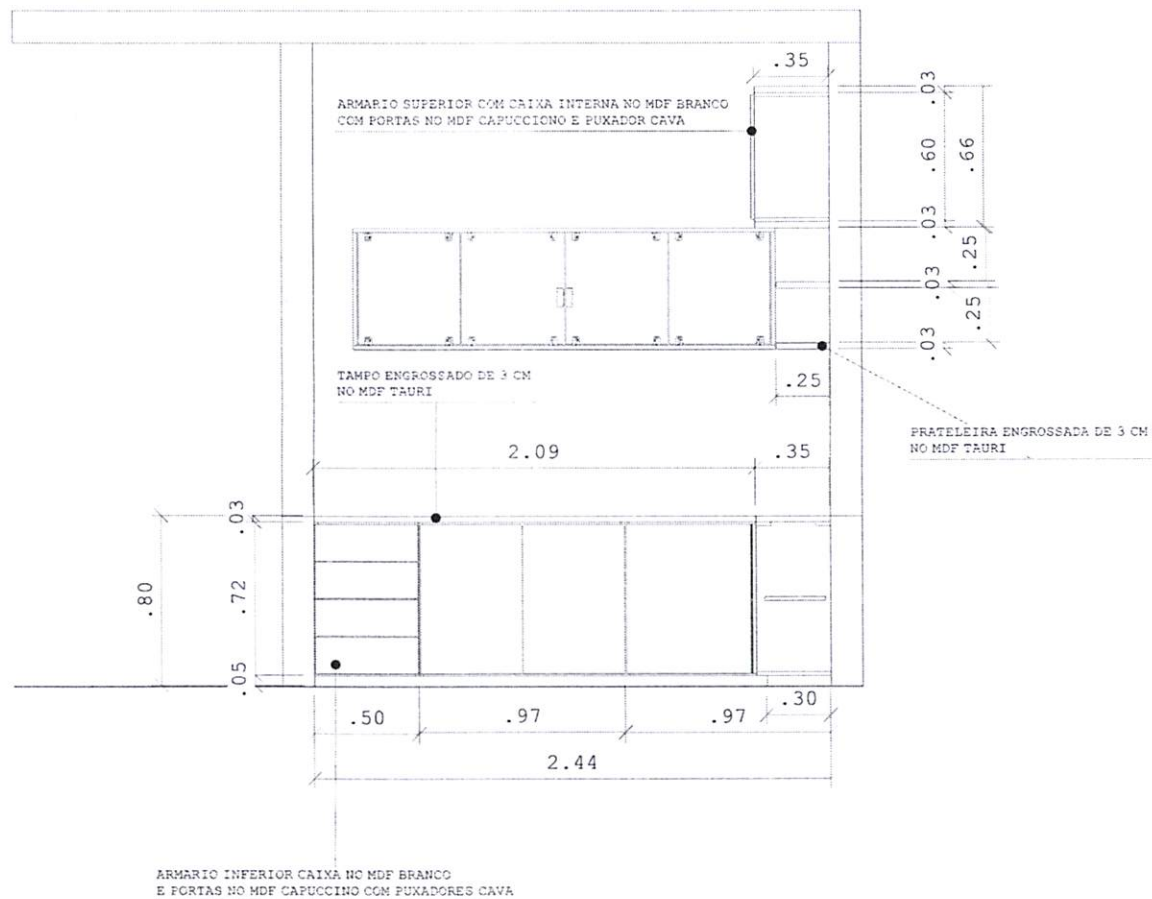 .35
ARMARIO SUPERIOR COM CAIXA INTERNA NO MDF BRANCO
COM PORTAS NO MDF CAPUCCIONO E PUXADOR CAVA
.03
.60
.66
.03
.25
.03
.25
.03
.25
TAMPO ENGROSSADO DE 3 CM
NO MDF TAURI
PRATELEIRA ENGROSSADA DE 3 CM
NO MDF TAURI
2.09
.35
.03
.80
.72
.05
.50
.97
.97
.30
2.44
ARMARIO INFERIOR CAIXA NO MDF BRANCO
E PORTAS NO MDF CAPUCCINO COM PUXADORES CAVA